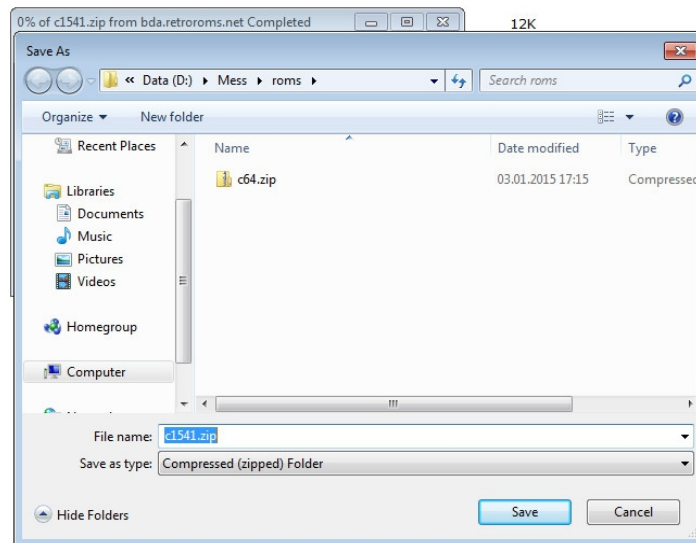 0% of c1541.zip from bda.retroroms.net Completed
12K
Save As
« Data (D:) ▸ Mess ▸ roms ▸
Search roms
Organize
New folder
Recent Places
Name
Date modified
Type
c64.zip
03.01.2015 17:15
Compressed
Libraries
Documents
Music
Pictures
Videos
Homegroup
Computer
File name:
c1541.zip
Save as type:
Compressed (zipped) Folder
Hide Folders
Save
Cancel